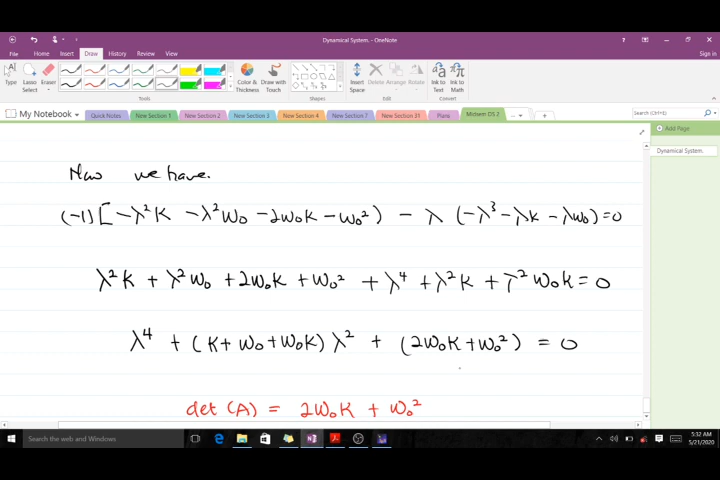 Dynamical System. - OneNote
File Home Insert Draw History Review View Sign in
Type Lasso Select Eraser Color & Thickness Draw with Touch Insert Space Delete Arrange Rotate Ink to Text Ink to Math
Tools Shapes Edit Convert
My Notebook Quick Notes New Section 1 New Section 2 New Section 3 New Section 4 New Section 7 New Section 31 Plans Midterm DS 2 ... + Search (Ctrl+E)
Add Page
Dynamical System.
Now we have.
(-1)[-λ²K -λ²W₀ -2W₀K -W₀²) - λ (-λ³ -λK -λW₀)=0
λ²K + λ²W₀ +2W₀K +W₀² +λ⁴ +λ²K +λ²W₀K=0
λ⁴ + (K+W₀+W₀K)λ² + (2W₀K+W₀²) = 0
det(A) = 2W₀K + W₀²
Search the web and Windows
5:32 AM
5/21/2020